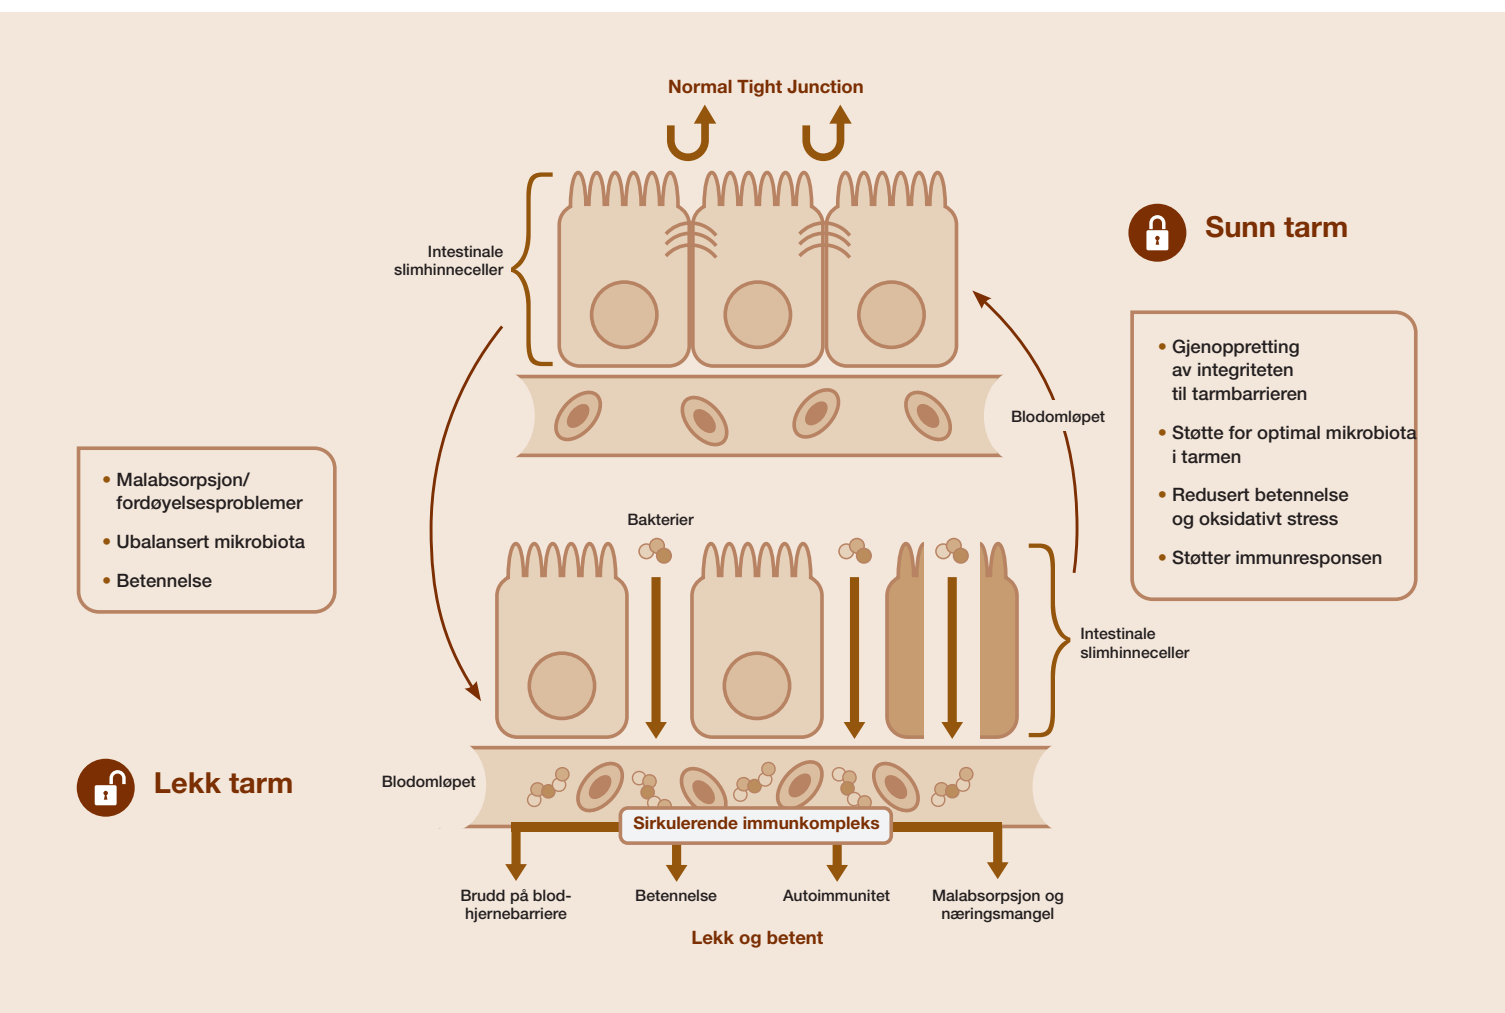 Normal Tight Junction
Intestinale
slimhinneceller
Sunn tarm
• Gjenoppretting
av integriteten
til tarmbarrieren
• Støtte for optimal mikrobiota
i tarmen
• Redusert betennelse
og oksidativt stress
• Støtter immunresponsen
Blodomløpet
• Malabsorpsjon/
fordøyelsesproblemer
• Ubalansert mikrobiota
• Betennelse
Bakterier
Intestinale
slimhinneceller
Lekk tarm
Blodomløpet
Sirkulerende immunkompleks
Brudd på blod-
hjernebarriere
Betennelse
Autoimmunitet
Malabsorpsjon og
næringsmangel
Lekk og betent